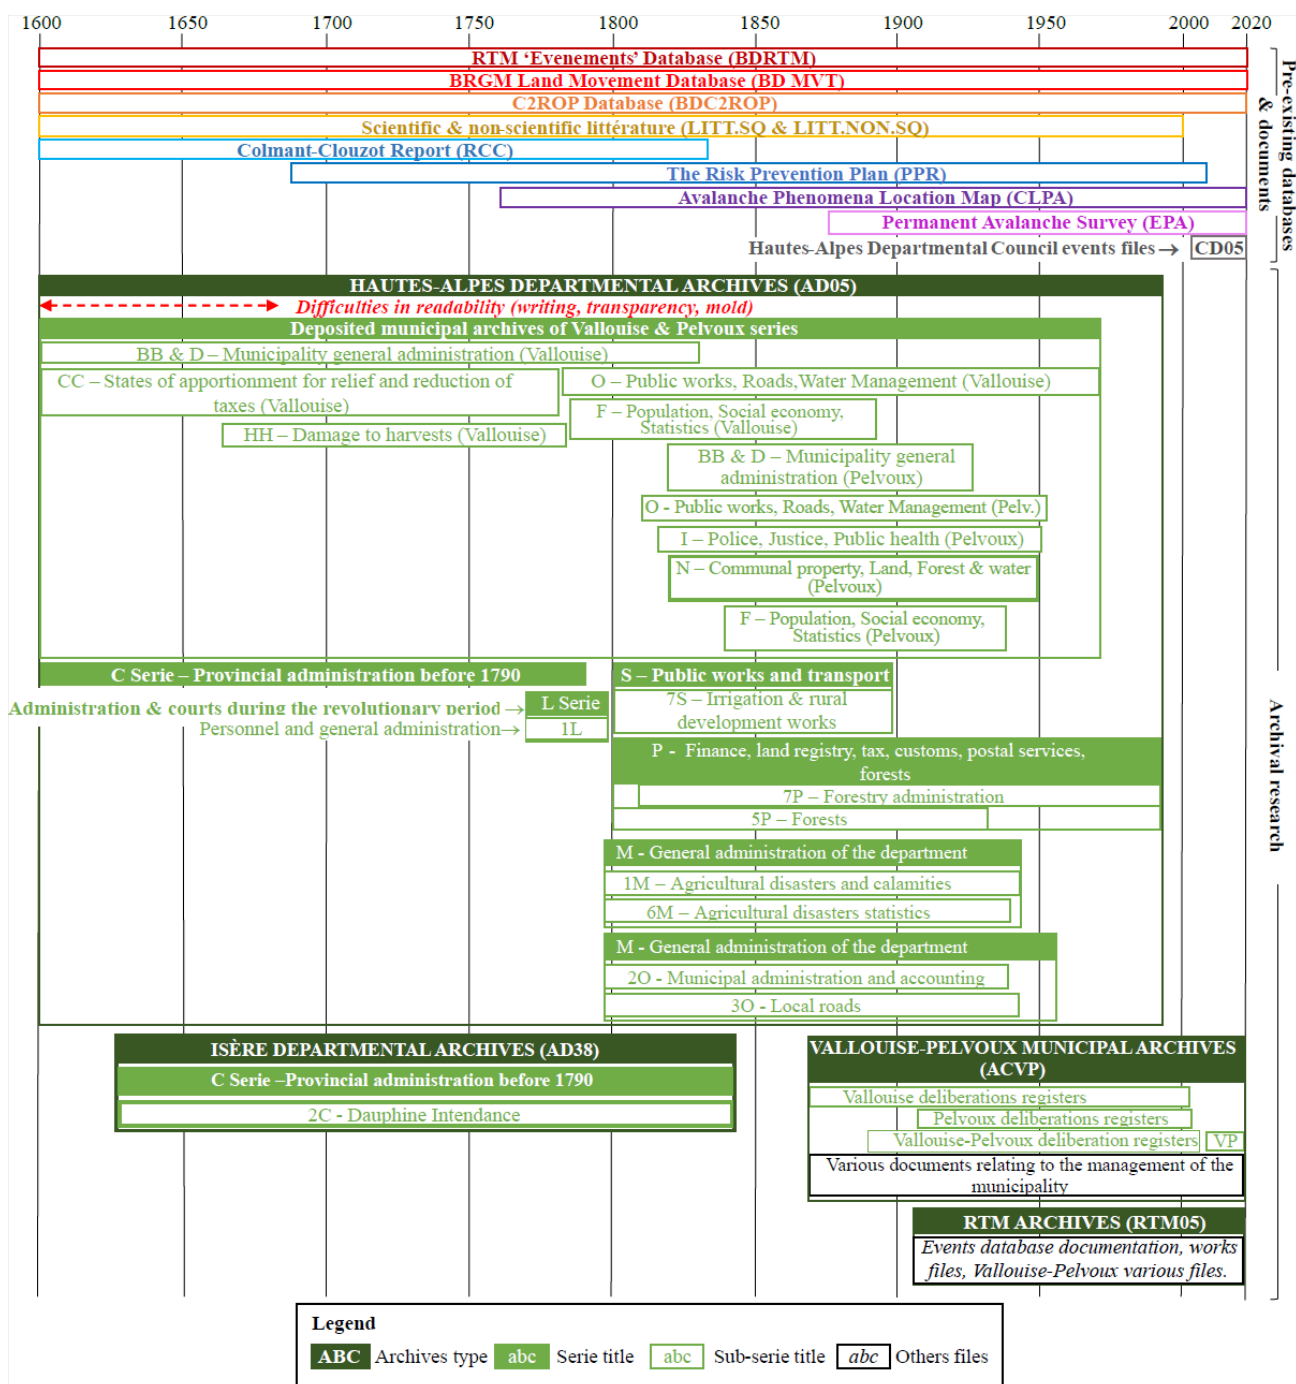 1600 1650 1700 1750 1800 1850 1900 1950 2000 2020
RTM ‘Evenements’ Database (BDRTM)
BRGM Land Movement Database (BD MVT)
C2ROP Database (BDC2ROP)
Scientific & non-scientific littérature (LITT.SQ & LITT.NON.SQ)
Colmant-Clouzot Report (RCC)
The Risk Prevention Plan (PPR)
Avalanche Phenomena Location Map (CLPA)
Permanent Avalanche Survey (EPA)
Hautes-Alpes Departmental Council events files → CD05
Pre-existing databases
& documents
HAUTES-ALPES DEPARTMENTAL ARCHIVES (AD05)
Difficulties in readability (writing, transparency, mold)
Deposited municipal archives of Vallouise & Pelvoux series
BB & D – Municipality general administration (Vallouise)
CC – States of apportionment for relief and reduction of
taxes (Vallouise)
O – Public works, Roads,Water Management (Vallouise)
F – Population, Social economy,
Statistics (Vallouise)
HH – Damage to harvests (Vallouise)
BB & D – Municipality general
administration (Pelvoux)
O - Public works, Roads, Water Management (Pelv.)
I – Police, Justice, Public health (Pelvoux)
N – Communal property, Land, Forest & water
(Pelvoux)
F – Population, Social economy,
Statistics (Pelvoux)
C Serie – Provincial administration before 1790
S – Public works and transport
Administration & courts during the revolutionary period → L Serie
7S – Irrigation & rural
development works
Personnel and general administration→ 1L
P - Finance, land registry, tax, customs, postal services,
forests
7P – Forestry administration
5P – Forests
M - General administration of the department
1M – Agricultural disasters and calamities
6M – Agricultural disasters statistics
M - General administration of the department
2O - Municipal administration and accounting
3O - Local roads
Archival research
ISÈRE DEPARTMENTAL ARCHIVES (AD38)
C Serie –Provincial administration before 1790
2C - Dauphine Intendance
VALLOUISE-PELVOUX MUNICIPAL ARCHIVES
(ACVP)
Vallouise deliberations registers
Pelvoux deliberations registers
Vallouise-Pelvoux deliberation registers VP
Various documents relating to the management of the
municipality
RTM ARCHIVES (RTM05)
Events database documentation, works
files, Vallouise-Pelvoux various files.
Legend
ABC Archives type abc Serie title abc Sub-serie title abc Others files